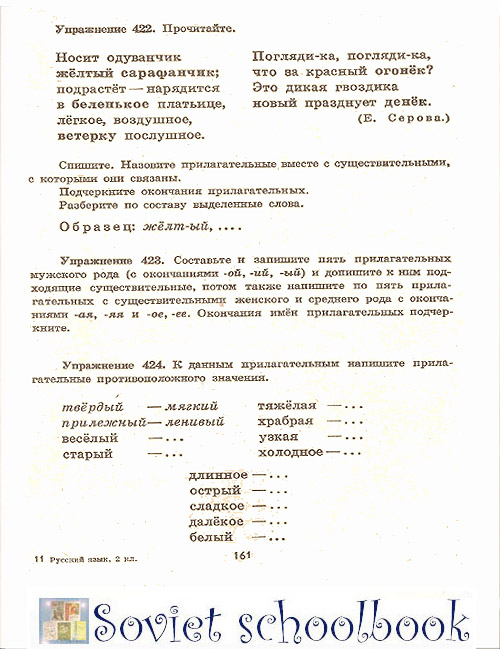 Упражнение 422. Прочитайте.
Носит одуванчик
жёлтый сарафанчик;
подрастёт — нарядится
в беленькое платьице,
лёгкое, воздушное,
ветерку послушное.
Погляди-ка, погляди-ка,
что за красный огонёк?
Это дикая гвоздика
новый празднует денёк.
(Е. Серова.)
Спишите. Назовите прилагательные вместе с существительными,
с которыми они связаны.
Подчеркните окончания прилагательных.
Разберите по составу выделенные слова.
Образец: жёлт-ый, ....
Упражнение 423. Составьте и запишите пять прилагательных
мужского рода (с окончаниями -ой, -ий, -ый) и допишите к ним под-
ходящие существительные, потом также напишите по пять прила-
гательных с существительными женского и среднего рода с оконча-
ниями -ая, -яя и -ое, -ее. Окончания имён прилагательных подчер-
кните.
Упражнение 424. К данным прилагательным напишите прила-
гательные противоположного значения.
твёрдый — мягкий
прилежный — ленивый
весёлый — ...
старый — ...
тяжёлая — ...
храбрая — ...
узкая — ...
холодное — ...
длинное — ...
острый — ...
сладкое — ...
далёкое — ...
белый — ...
11 Русский язык, 2 кл.
161
Soviet schoolbook